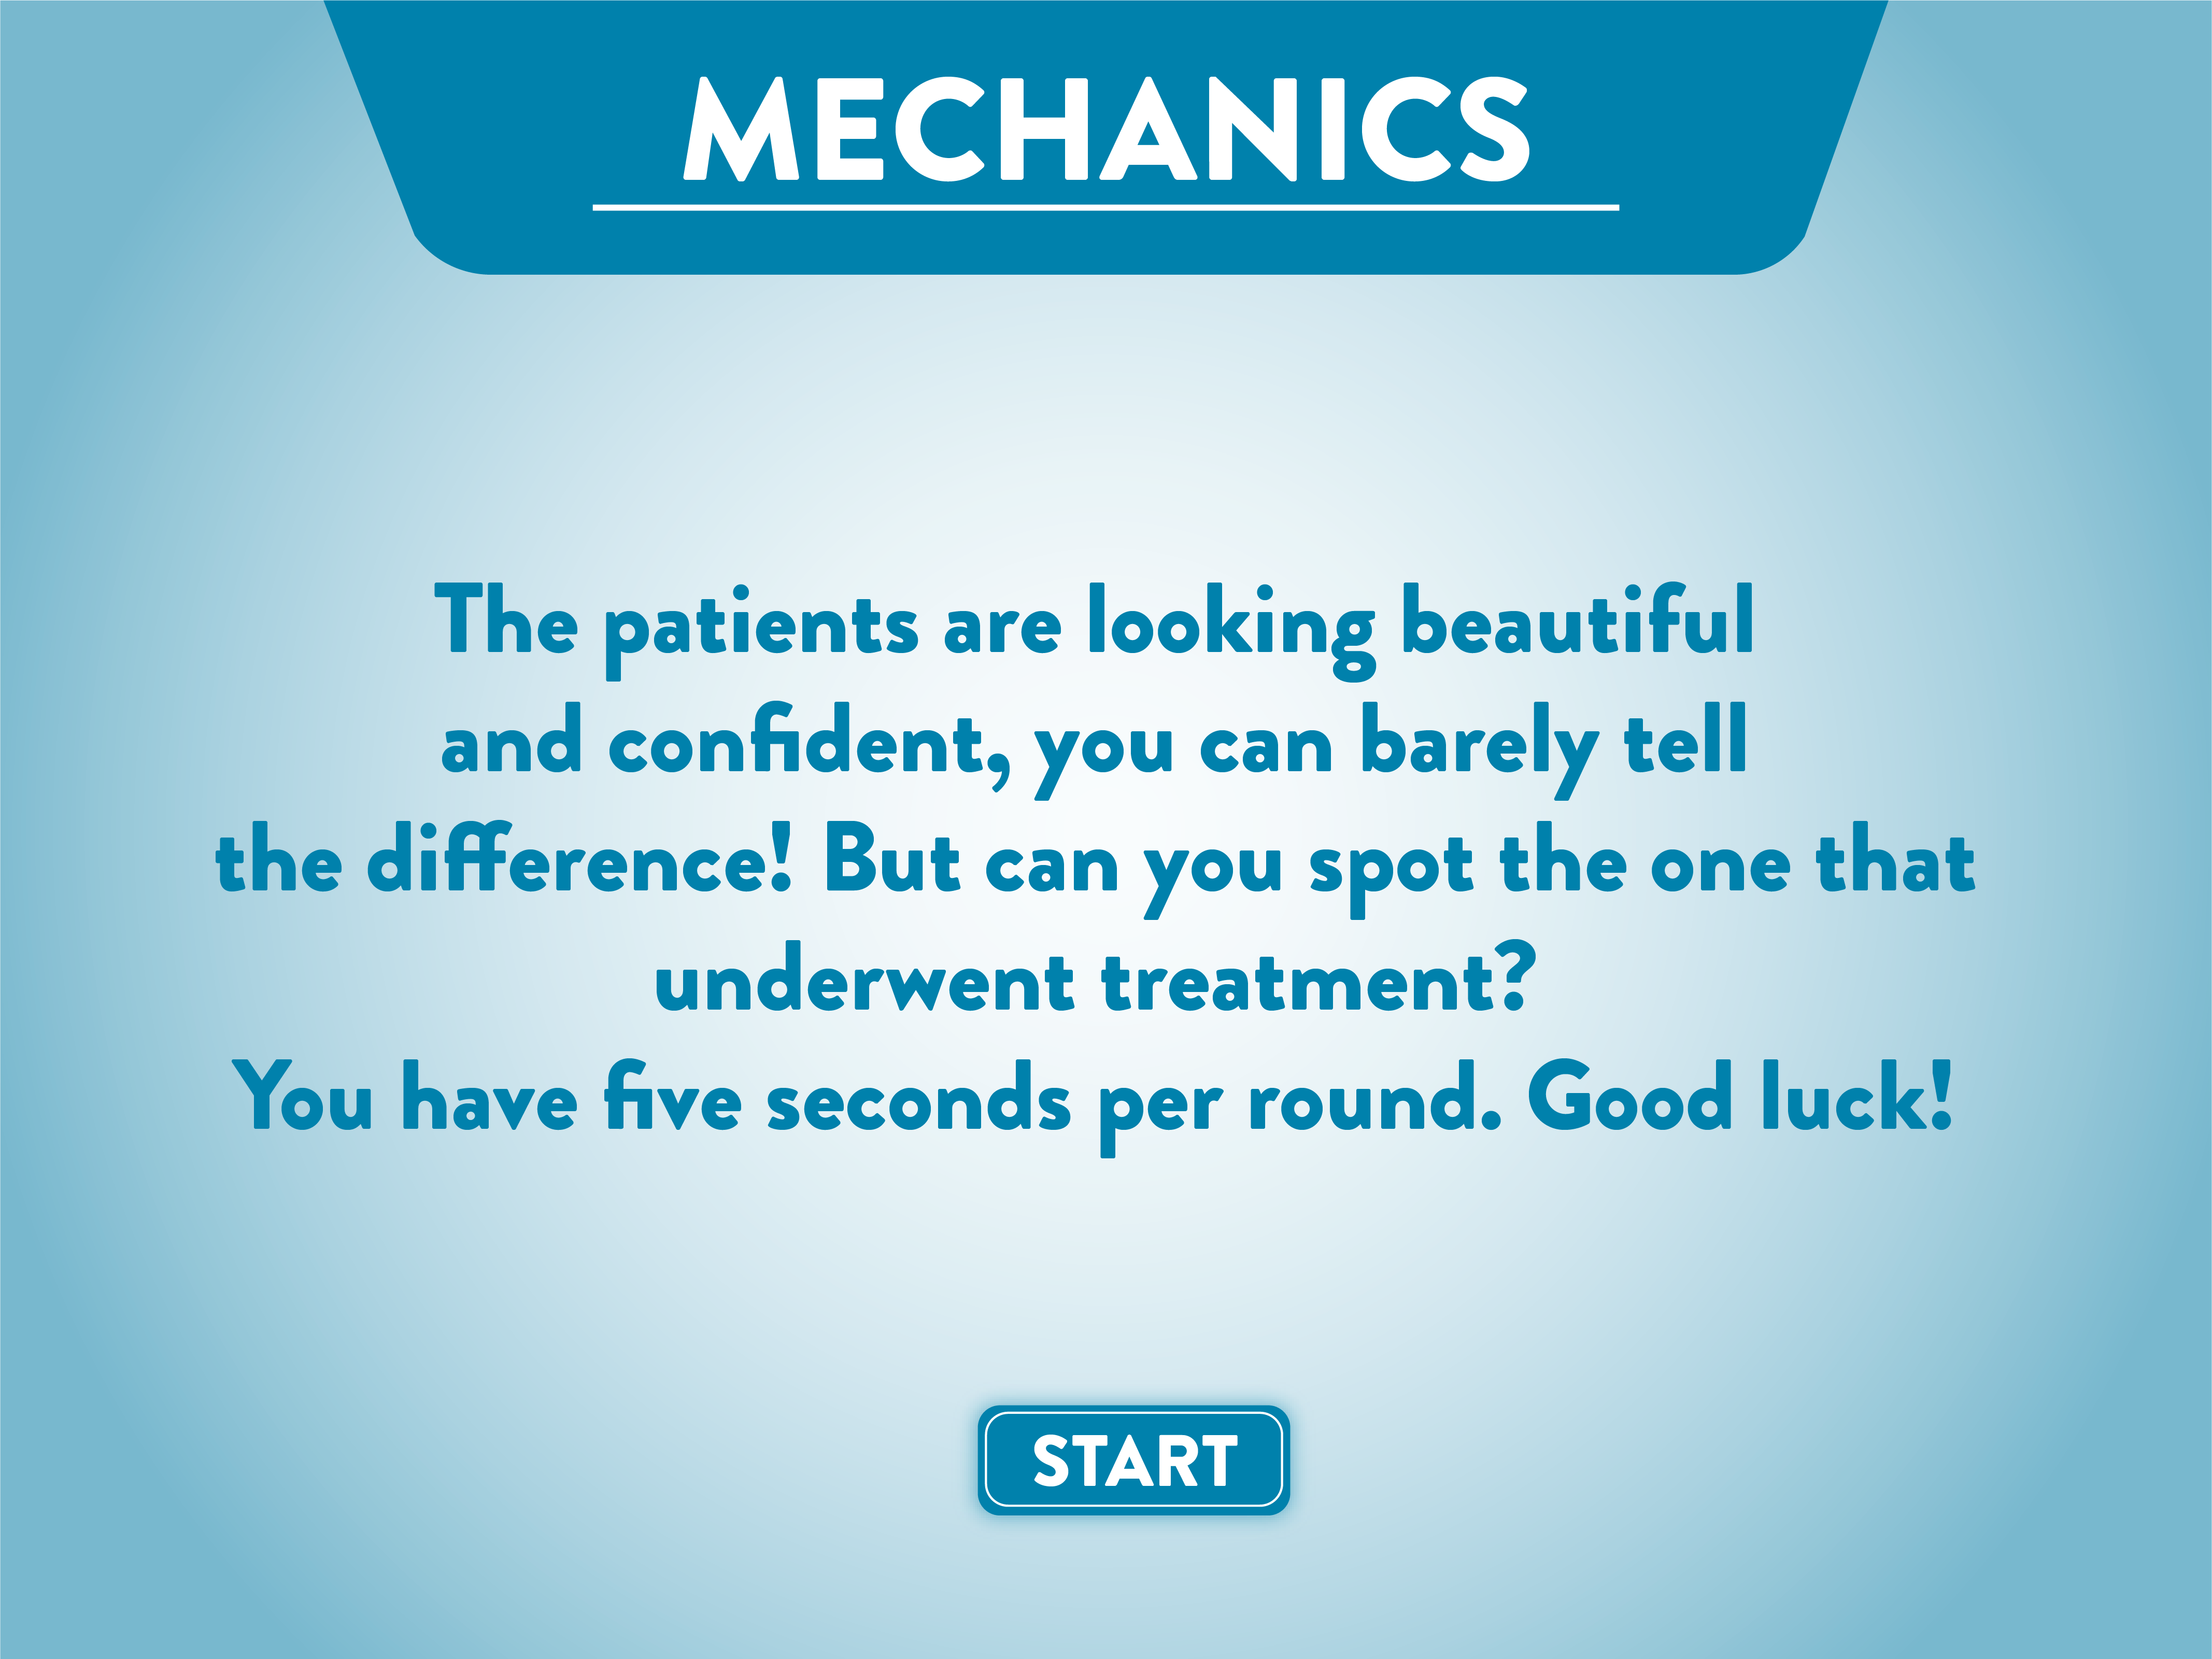 MECHANICS
The patients are looking beautiful
and confident, you can barely tell
the difference! But can you spot the one that
underwent treatment?
You have five seconds per round. Good luck!
START